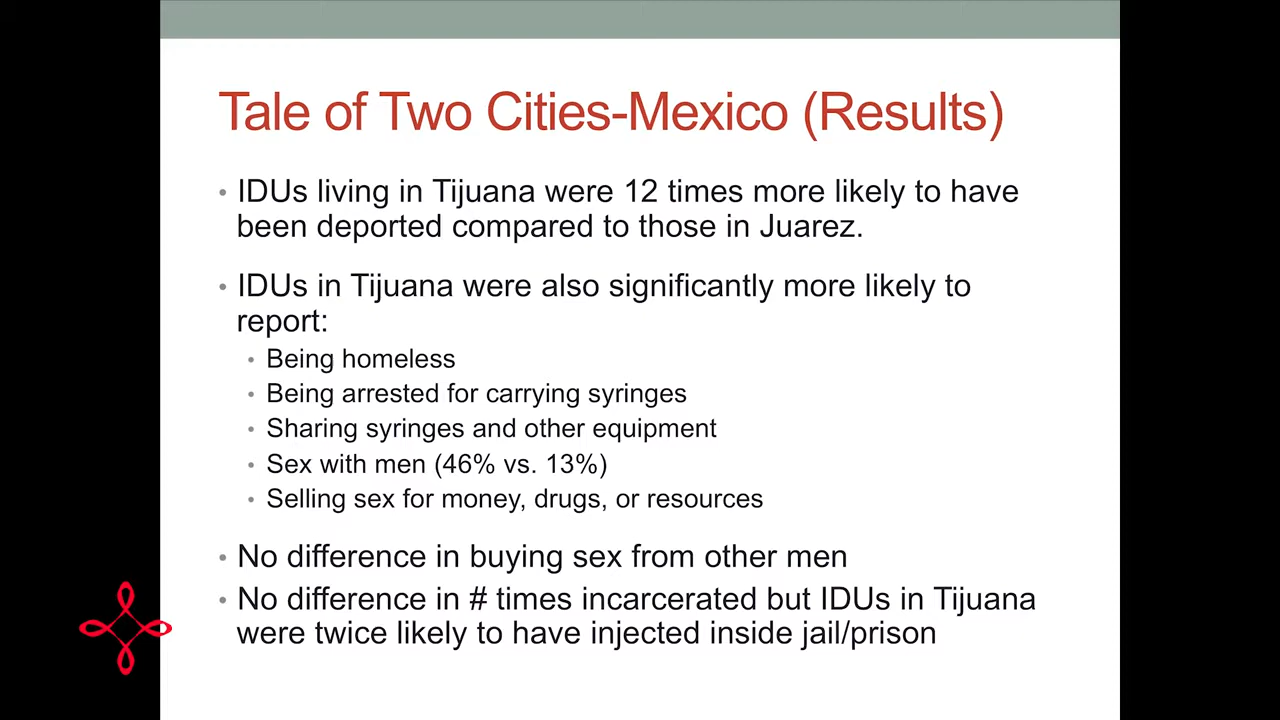 Tale of Two Cities-Mexico (Results)
• IDUs living in Tijuana were 12 times more likely to have
been deported compared to those in Juarez.
• IDUs in Tijuana were also significantly more likely to
report:
• Being homeless
• Being arrested for carrying syringes
• Sharing syringes and other equipment
• Sex with men (46% vs. 13%)
• Selling sex for money, drugs, or resources
• No difference in buying sex from other men
• No difference in # times incarcerated but IDUs in Tijuana
were twice likely to have injected inside jail/prison